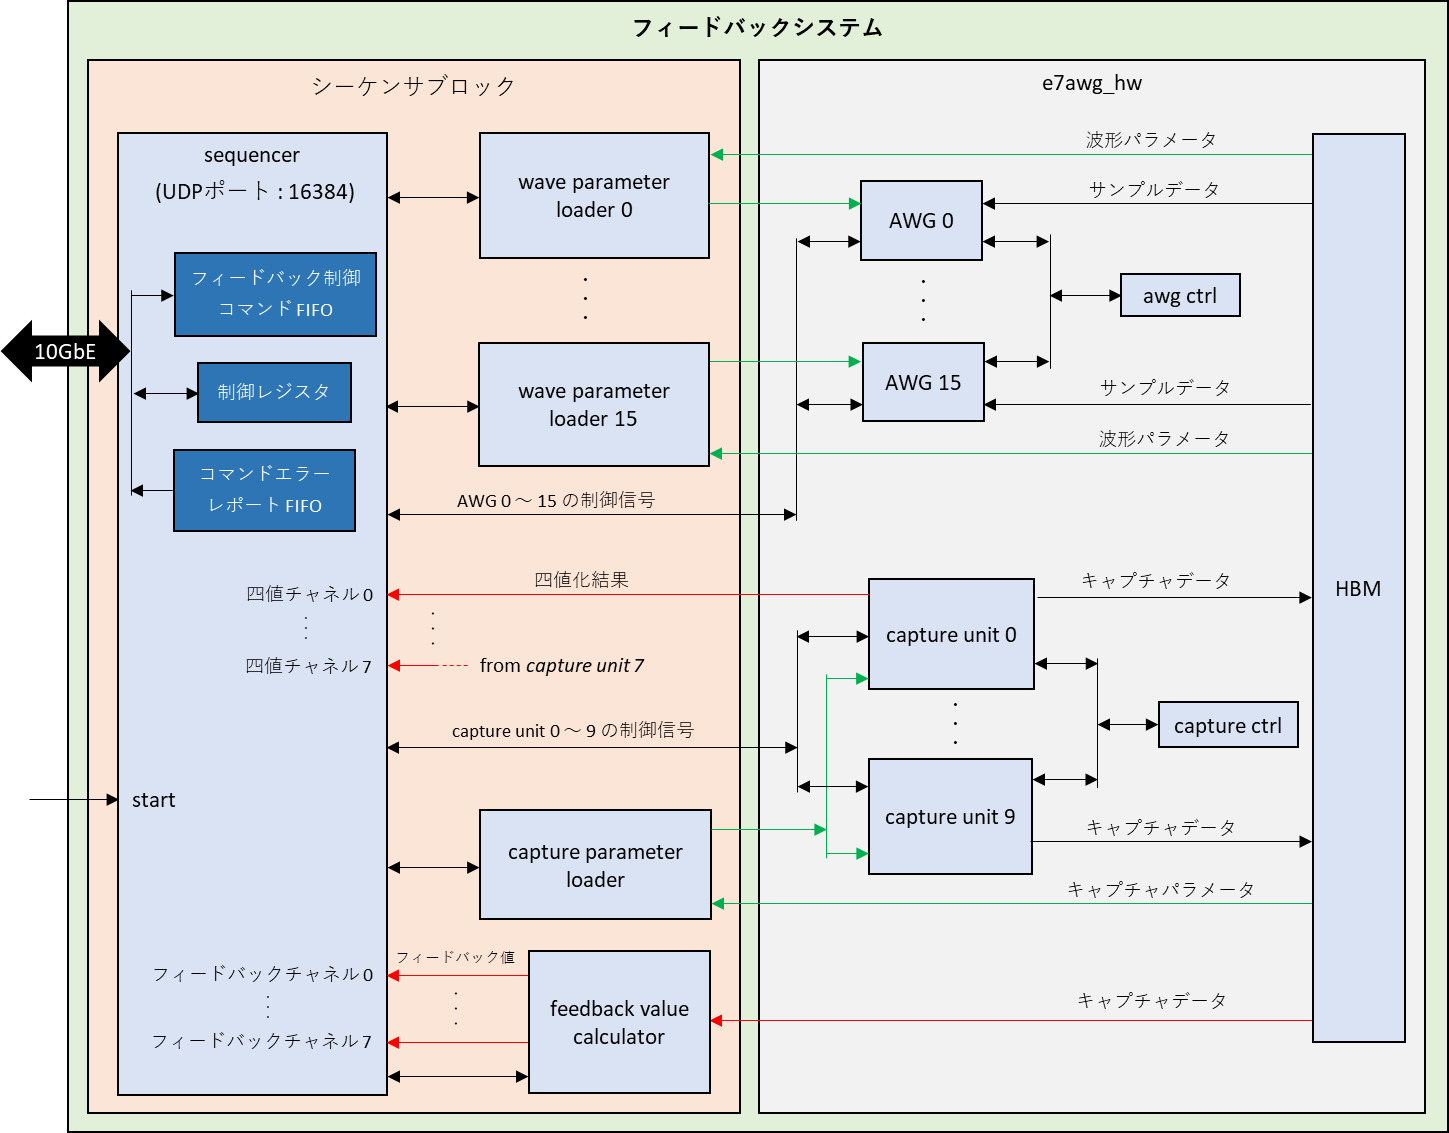 フィードバックシステム
シーケンサブロック
sequencer
(UDPポート : 16384)
フィードバック制御
コマンド FIFO
10GbE
制御レジスタ
コマンドエラー
レポート FIFO
wave parameter
loader 0
wave parameter
loader 15
AWG 0 ～ 15 の制御信号
四値化結果
四値チャネル 0
四値チャネル 7
from capture unit 7
capture unit 0 ～ 9 の制御信号
start
capture parameter
loader
フィードバック値
フィードバックチャネル 0
フィードバックチャネル 7
feedback value
calculator
e7awg_hw
波形パラメータ
サンプルデータ
AWG 0
awg ctrl
AWG 15
サンプルデータ
波形パラメータ
キャプチャデータ
HBM
capture unit 0
capture ctrl
capture unit 9
キャプチャデータ
キャプチャパラメータ
キャプチャデータ